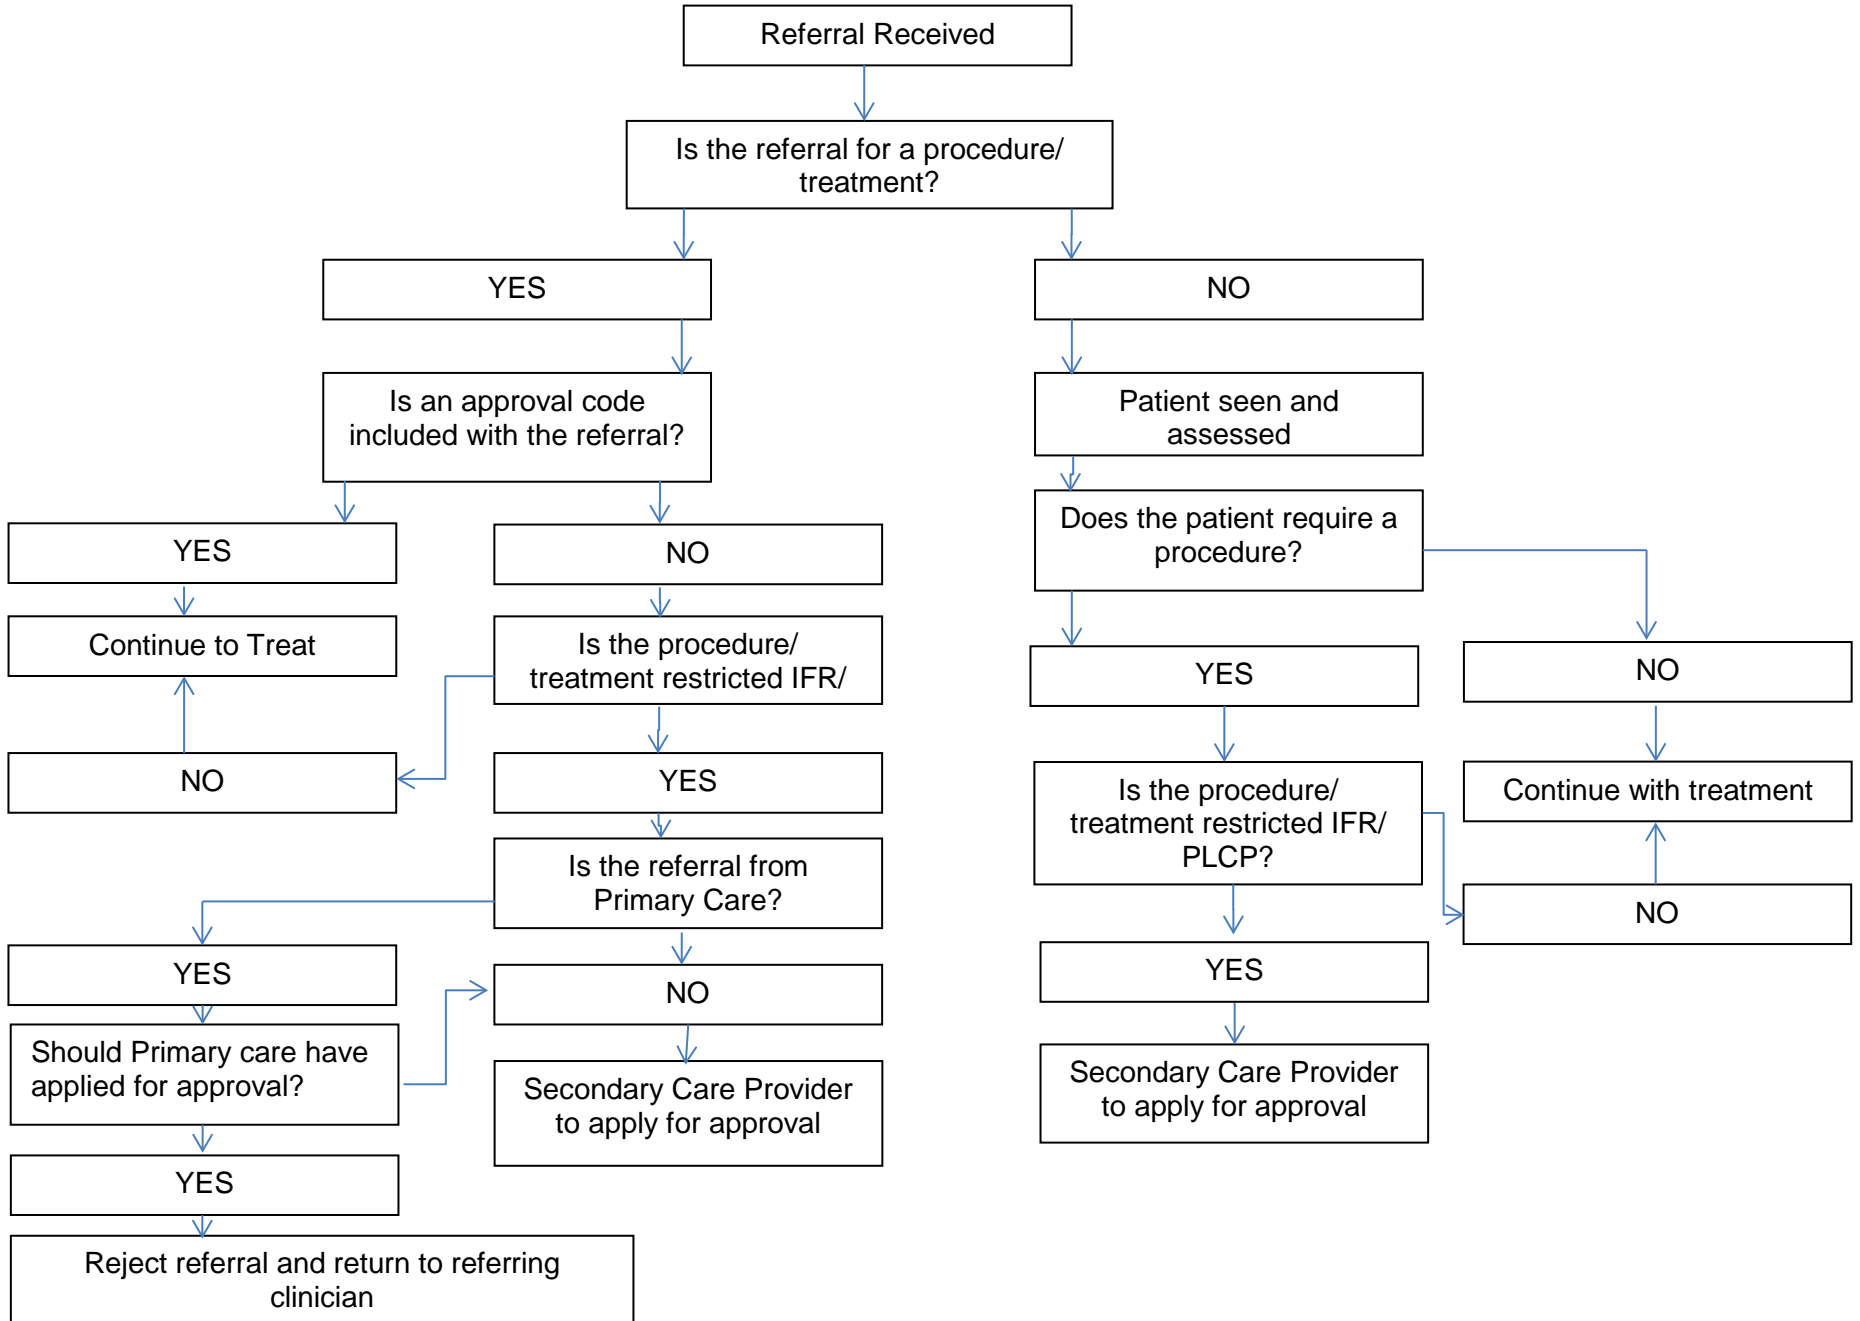 Referral Received
Is the referral for a procedure/
treatment?
YES
NO
Is an approval code
included with the referral?
Patient seen and
assessed
Does the patient require a
procedure?
YES
NO
Continue to Treat
Is the procedure/
treatment restricted IFR/
YES
NO
NO
YES
Is the procedure/
treatment restricted IFR/
PLCP?
Continue with treatment
Is the referral from
Primary Care?
NO
YES
NO
YES
Should Primary care have
applied for approval?
Secondary Care Provider
to apply for approval
Secondary Care Provider
to apply for approval
YES
Reject referral and return to referring
clinician